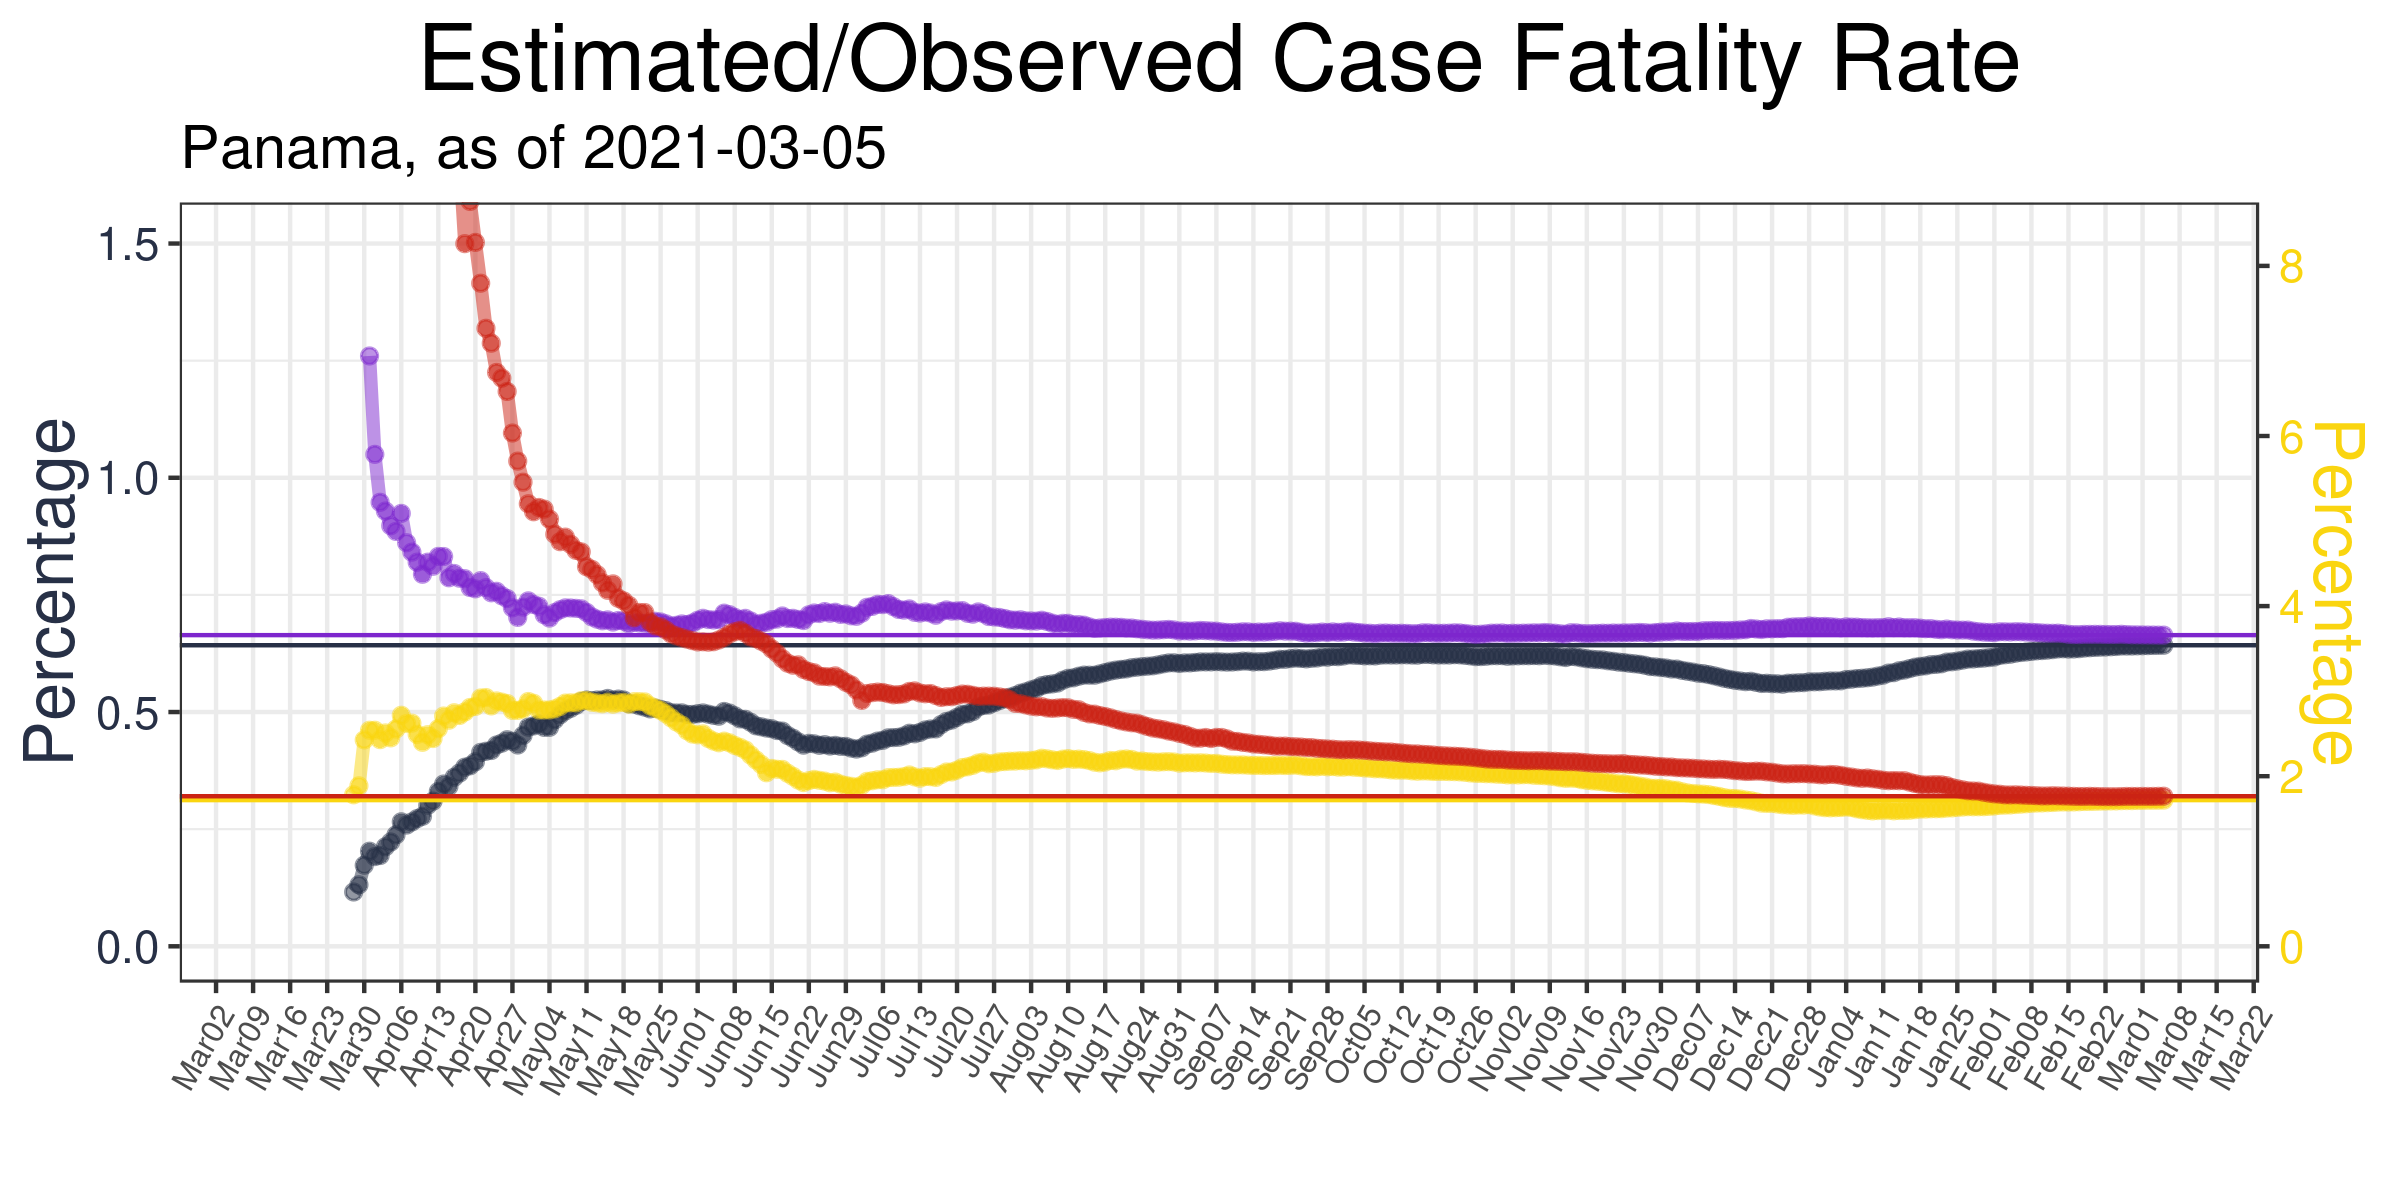 Estimated/Observed Case Fatality Rate
Panama, as of 2021-03-05
Percentage
1.5
1.0
0.5
0.0
8
6
4
2
0
Percentage
Mar02
Mar09
Mar16
Mar23
Mar30
Apr06
Apr13
Apr20
Apr27
May04
May11
May18
May25
Jun01
Jun08
Jun15
Jun22
Jun29
Jul06
Jul13
Jul20
Jul27
Aug03
Aug10
Aug17
Aug24
Aug31
Sep07
Sep14
Sep21
Sep28
Oct05
Oct12
Oct19
Oct26
Nov02
Nov09
Nov16
Nov23
Nov30
Dec07
Dec14
Dec21
Dec28
Jan04
Jan11
Jan18
Jan25
Feb01
Feb08
Feb15
Feb22
Mar01
Mar08
Mar15
Mar22